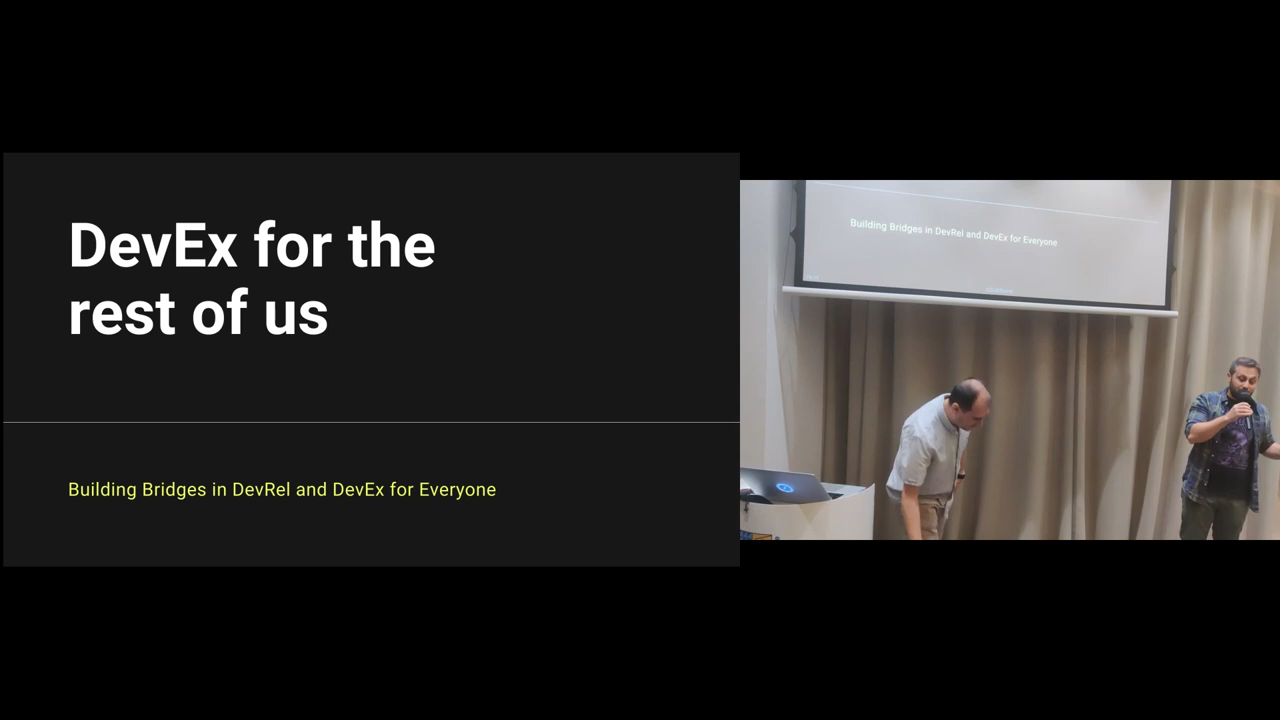 DevEx for the
rest of us
Building Bridges in DevRel and DevEx for Everyone
Building Bridges in DevRel and DevEx for Everyone